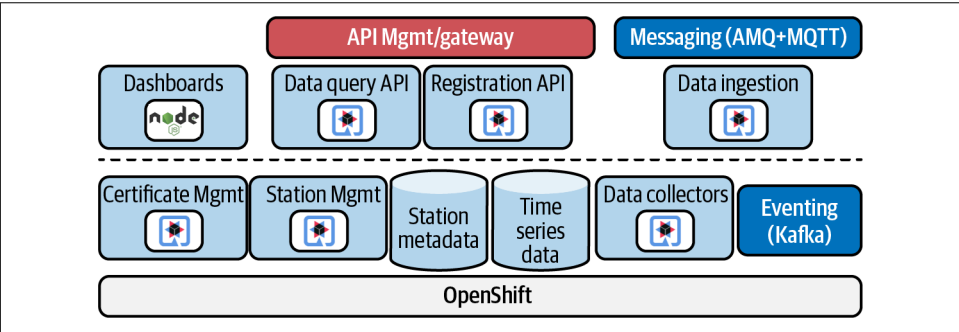 API Mgmt/gateway
Messaging (AMQ+MQTT)
Dashboards
Data query API
Registration API
Data ingestion
node
JS
Certificate Mgmt
Station Mgmt
Station
metadata
Time
series
data
Data collectors
Eventing
(Kafka)
OpenShift